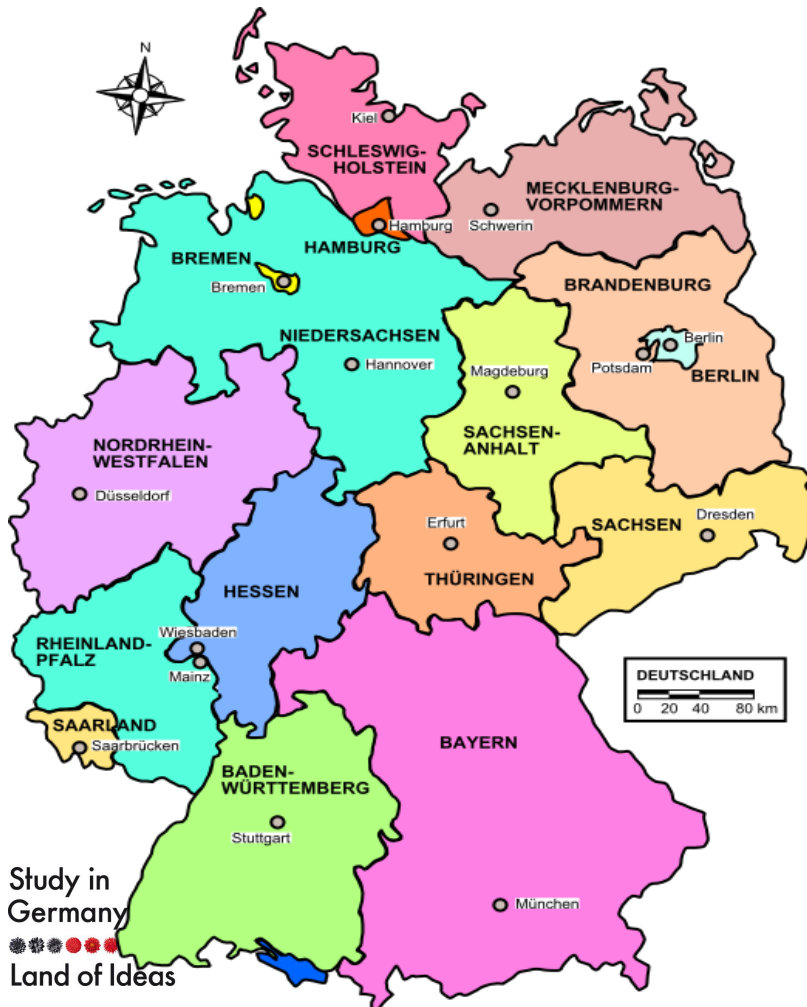 N
Kiel
SCHLESWIG-
HOLSTEIN
MECKLENBURG-
VORPOMMERN
Schwerin
Hamburg
HAMBURG
BREMEN
Bremen
BRANDENBURG
NIEDERSACHSEN
Hannover
Berlin
Potsdam
BERLIN
Magdeburg
SACHSEN-
ANHALT
NORDRHEIN-
WESTFALEN
Düsseldorf
Erfurt
THÜRINGEN
SACHSEN
Dresden
HESSEN
Wiesbaden
RHEINLAND-
PFALZ
Mainz
DEUTSCHLAND
0 20 40 80 km
SAARLAND
Saarbrücken
BAYERN
BADEN-
WÜRTTEMBERG
Stuttgart
München
Study in
Germany
Land of Ideas